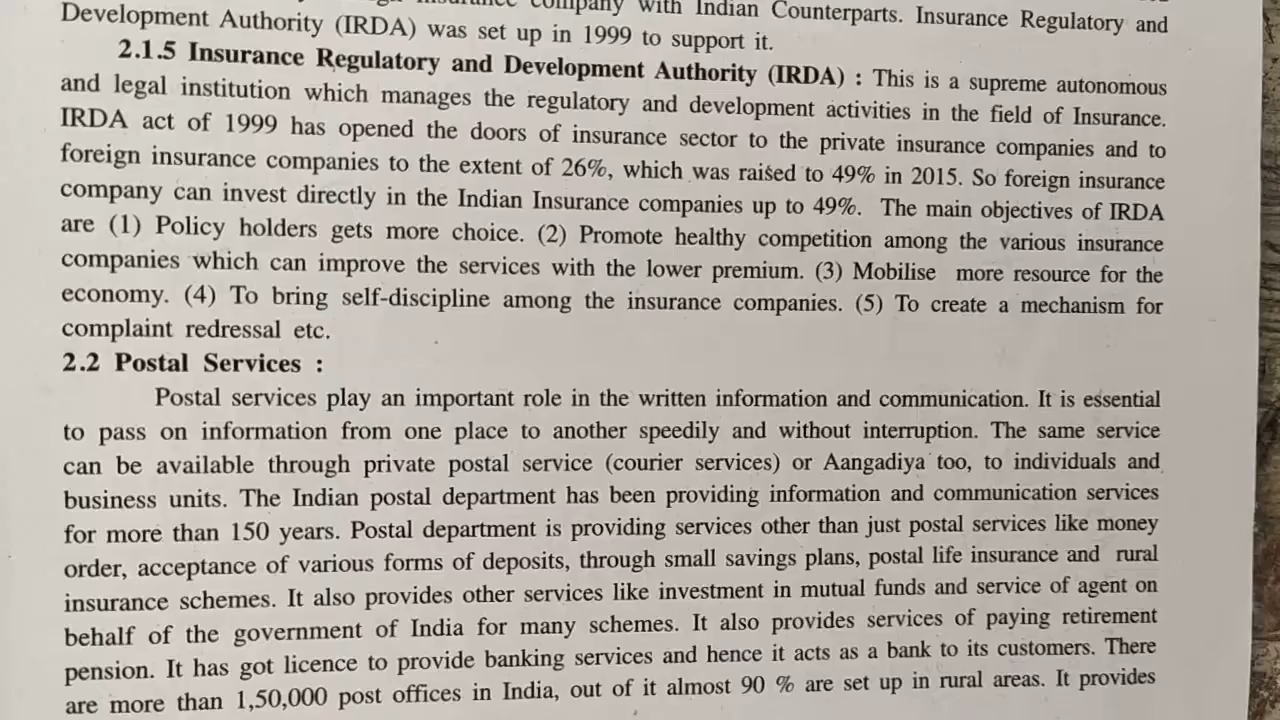 company with Indian Counterparts. Insurance Regulatory and
Development Authority (IRDA) was set up in 1999 to support it.
2.1.5 Insurance Regulatory and Development Authority (IRDA) : This is a supreme autonomous
and legal institution which manages the regulatory and development activities in the field of Insurance.
IRDA act of 1999 has opened the doors of insurance sector to the private insurance companies and to
foreign insurance companies to the extent of 26%, which was raised to 49% in 2015. So foreign insurance
company can invest directly in the Indian Insurance companies up to 49%. The main objectives of IRDA
are (1) Policy holders gets more choice. (2) Promote healthy competition among the various insurance
companies which can improve the services with the lower premium. (3) Mobilise more resource for the
economy. (4) To bring self-discipline among the insurance companies. (5) To create a mechanism for
complaint redressal etc.
2.2 Postal Services :
Postal services play an important role in the written information and communication. It is essential
to pass on information from one place to another speedily and without interruption. The same service
can be available through private postal service (courier services) or Aangadiya too, to individuals and
business units. The Indian postal department has been providing information and communication services
for more than 150 years. Postal department is providing services other than just postal services like money
order, acceptance of various forms of deposits, through small savings plans, postal life insurance and rural
insurance schemes. It also provides other services like investment in mutual funds and service of agent on
behalf of the government of India for many schemes. It also provides services of paying retirement
pension. It has got licence to provide banking services and hence it acts as a bank to its customers. There
are more than 1,50,000 post offices in India, out of it almost 90 % are set up in rural areas. It provides